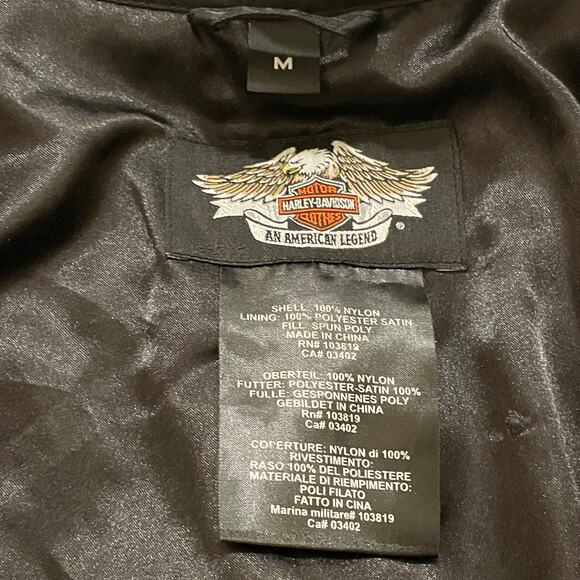 M
MOTOR
HARLEY-DAVIDSON
CLOTHES
AN AMERICAN LEGEND
®
SHELL: 100% NYLON
LINING: 100% POLYESTER SATIN
FILL: SPUN POLY
MADE IN CHINA
RN# 103819
CA# 03402
OBERTEIL: 100% NYLON
FUTTER: POLYESTER-SATIN 100%
FULLE: GESPONNENES POLY
GEBILDET IN CHINA
Rn# 103819
Ca# 03402
COPERTURE: NYLON di 100%
RIVESTIMENTO:
RASO 100% DEL POLIESTERE
MATERIALE DI RIEMPIMENTO:
POLI FILATO
FATTO IN CINA
Marina militare# 103819
Ca# 03402